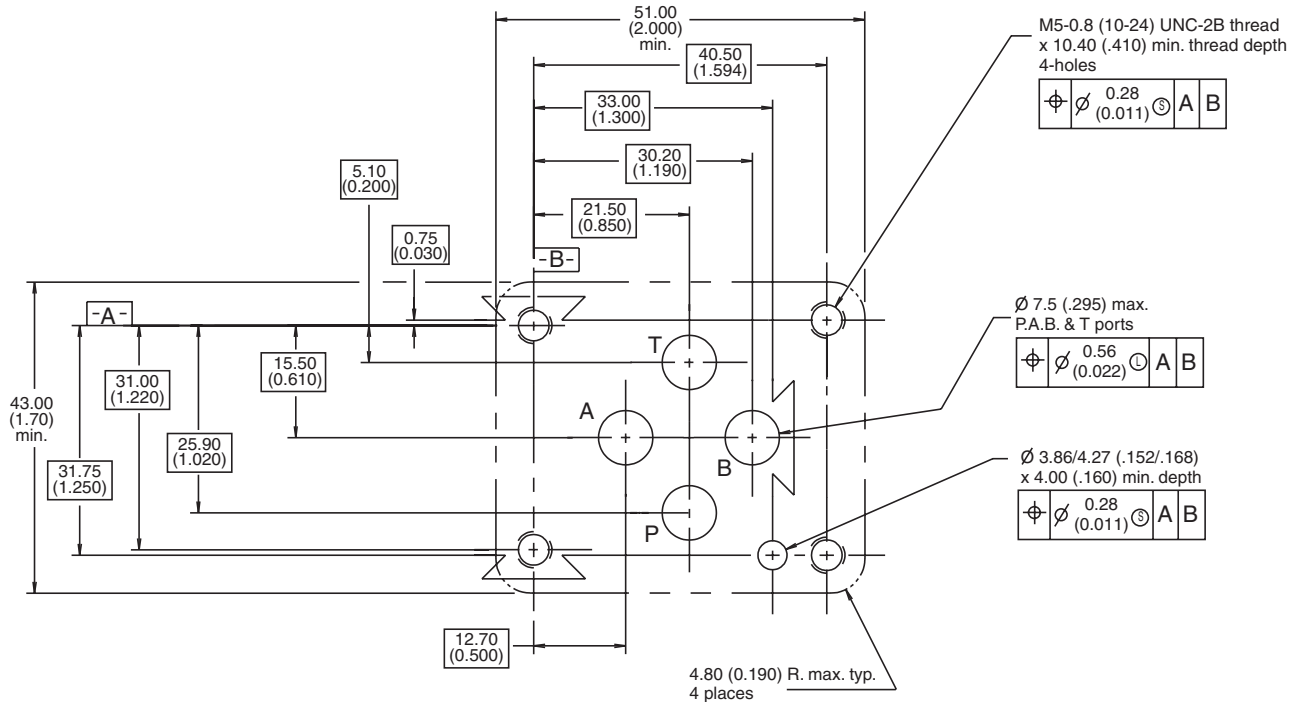 51.00
(2.000)
min.
40.50
(1.594)
33.00
(1.300)
30.20
(1.190)
21.50
(0.850)
5.10
(0.200)
0.75
(0.030)
-B-
-A-
M5-0.8 (10-24) UNC-2B thread
x 10.40 (.410) min. thread depth
4-holes
⌖ Ø 0.28 Ⓢ A B
(0.011)
Ø 7.5 (.295) max.
P.A.B. & T ports
⌖ Ø 0.56 Ⓛ A B
(0.022)
Ø 3.86/4.27 (.152/.168)
x 4.00 (.160) min. depth
⌖ Ø 0.28 Ⓢ A B
(0.011)
T
A
B
P
15.50
(0.610)
31.00
(1.220)
25.90
(1.020)
43.00
(1.70)
min.
31.75
(1.250)
12.70
(0.500)
4.80 (0.190) R. max. typ.
4 places